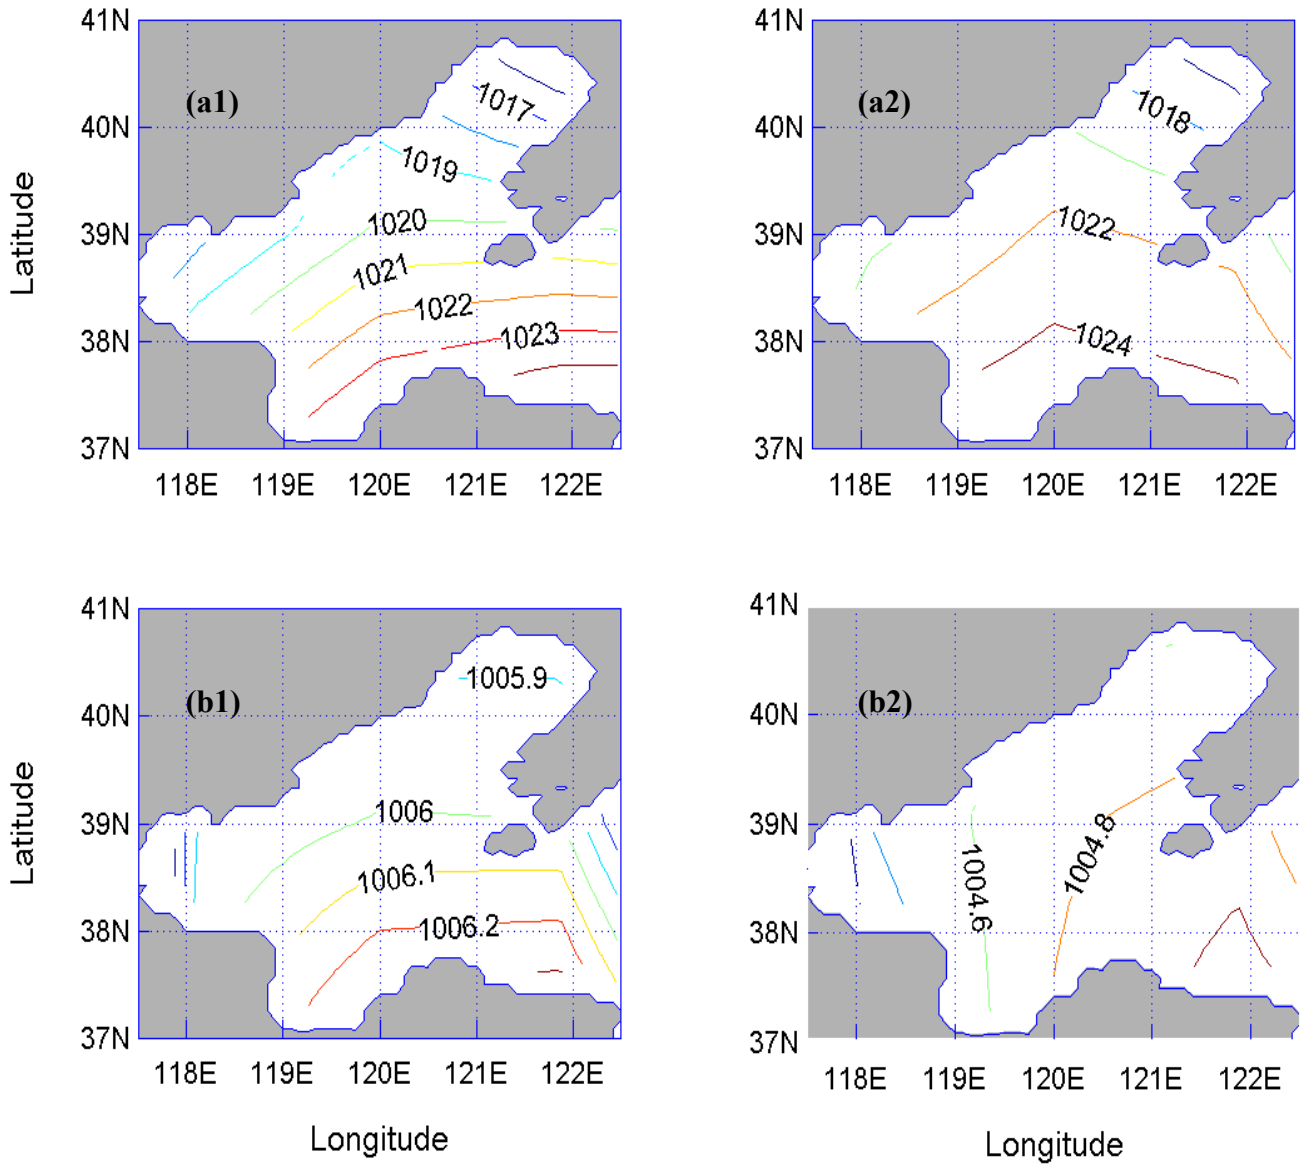 41N
(a1)
1017
40N
1019
1020
39N
1021
1022
1023
38N
37N
118E 119E 120E 121E 122E
Latitude
41N
(a2)
1018
40N
1022
39N
1024
38N
37N
118E 119E 120E 121E 122E
41N
1005.9
(b1)
40N
1006
39N
1006.1
1006.2
38N
37N
118E 119E 120E 121E 122E
Latitude
Longitude
41N
(b2)
40N
1004.8
39N
1004.6
38N
37N
118E 119E 120E 121E 122E
Longitude